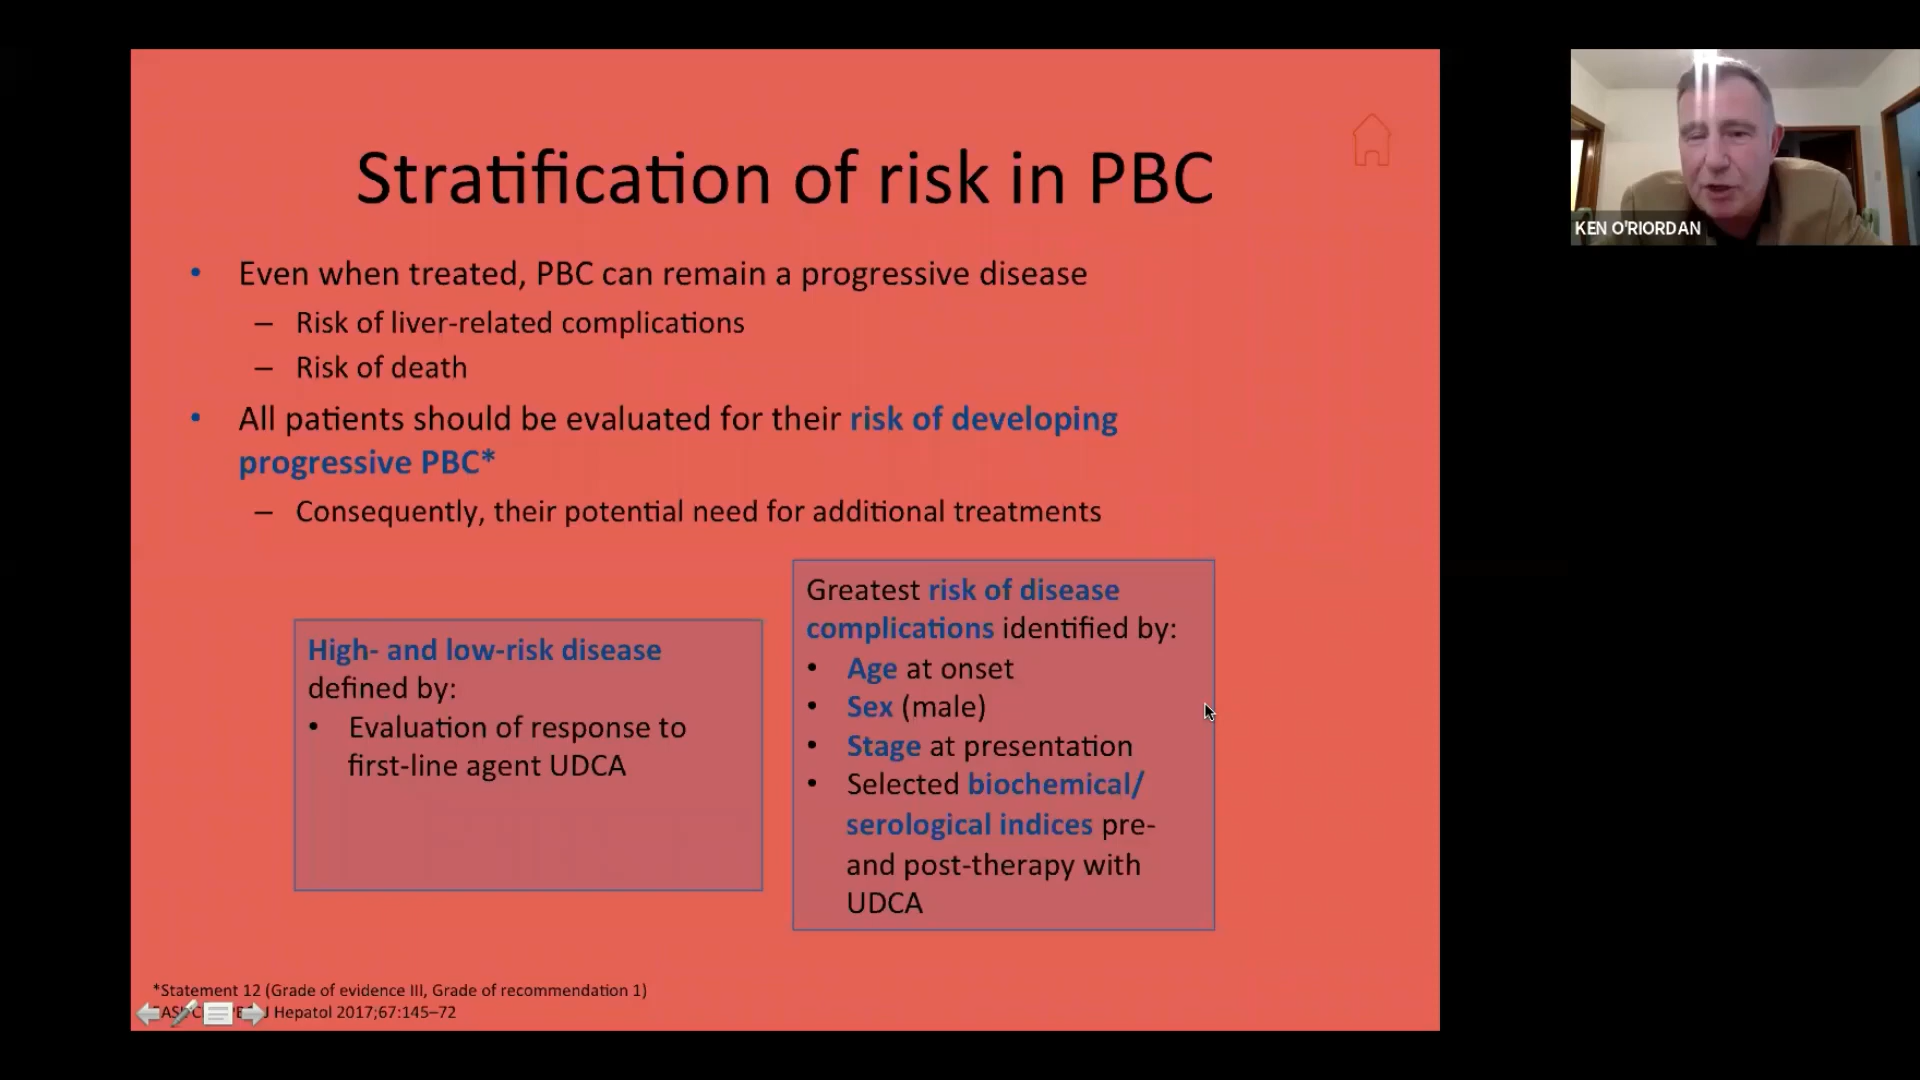 Stratification of risk in PBC
• Even when treated, PBC can remain a progressive disease
– Risk of liver-related complications
– Risk of death
• All patients should be evaluated for their risk of developing
progressive PBC*
– Consequently, their potential need for additional treatments
High- and low-risk disease
defined by:
• Evaluation of response to
first-line agent UDCA
Greatest risk of disease
complications identified by:
• Age at onset
• Sex (male)
• Stage at presentation
• Selected biochemical/
serological indices pre-
and post-therapy with
UDCA
*Statement 12 (Grade of evidence III, Grade of recommendation 1)
J Hepatol 2017;67:145–72
KEN O'RIORDAN